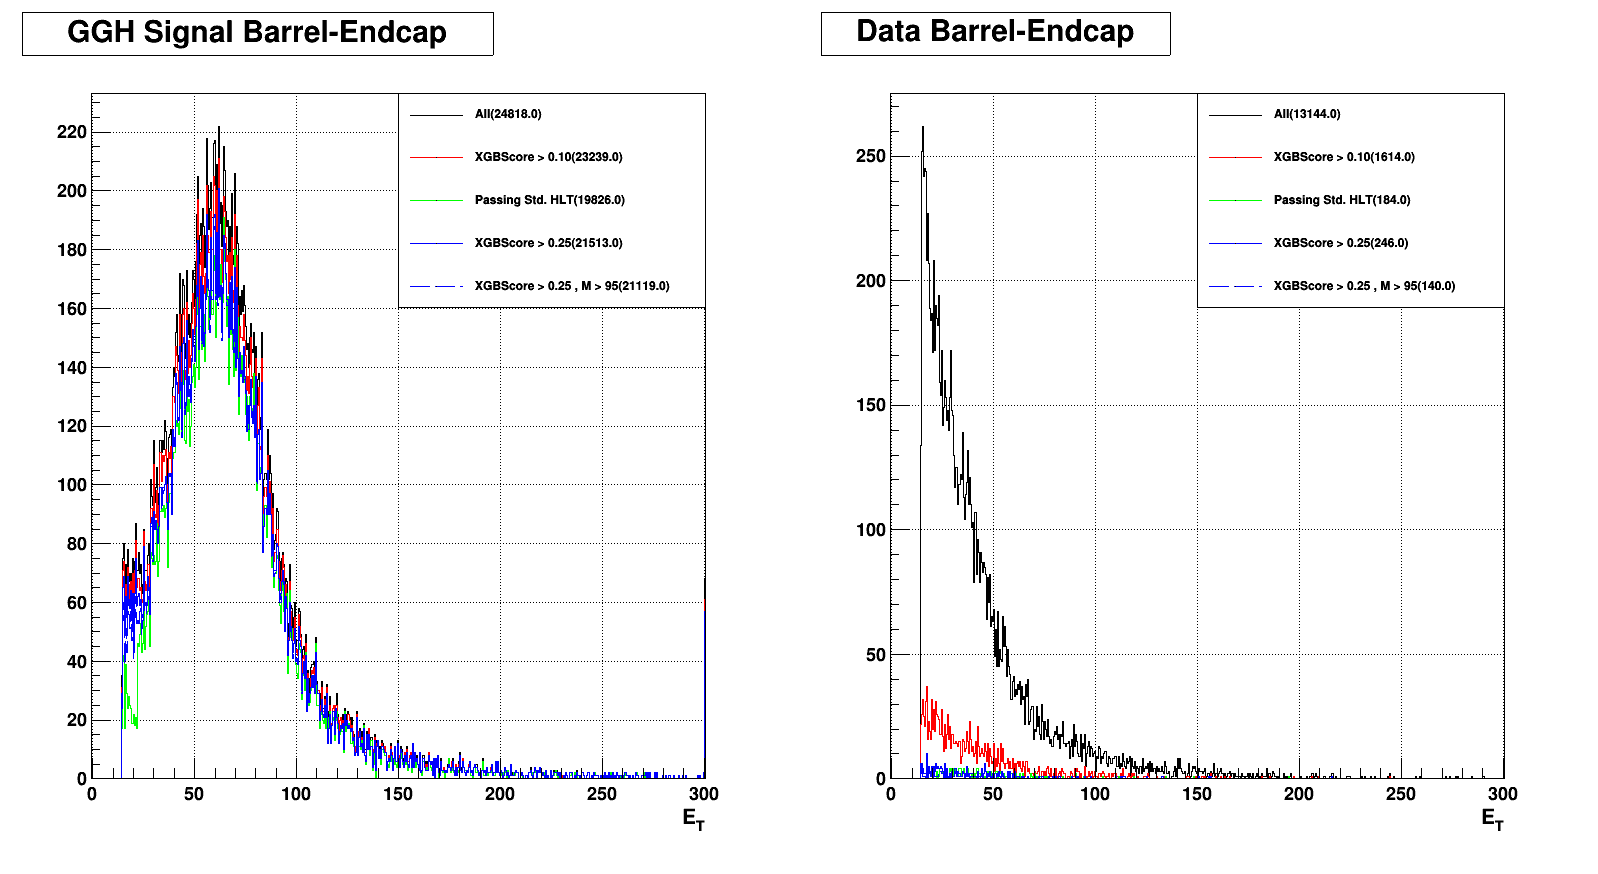 GGH Signal Barrel-Endcap
All(24818.0)
XGBScore > 0.10(23239.0)
Passing Std. HLT(19826.0)
XGBScore > 0.25(21513.0)
XGBScore > 0.25 , M > 95(21119.0)
220
200
180
160
140
120
100
80
60
40
20
0
0 50 100 150 200 250 300
E_T
Data Barrel-Endcap
All(13144.0)
XGBScore > 0.10(1614.0)
Passing Std. HLT(184.0)
XGBScore > 0.25(246.0)
XGBScore > 0.25 , M > 95(140.0)
250
200
150
100
50
0
0 50 100 150 200 250 300
E_T